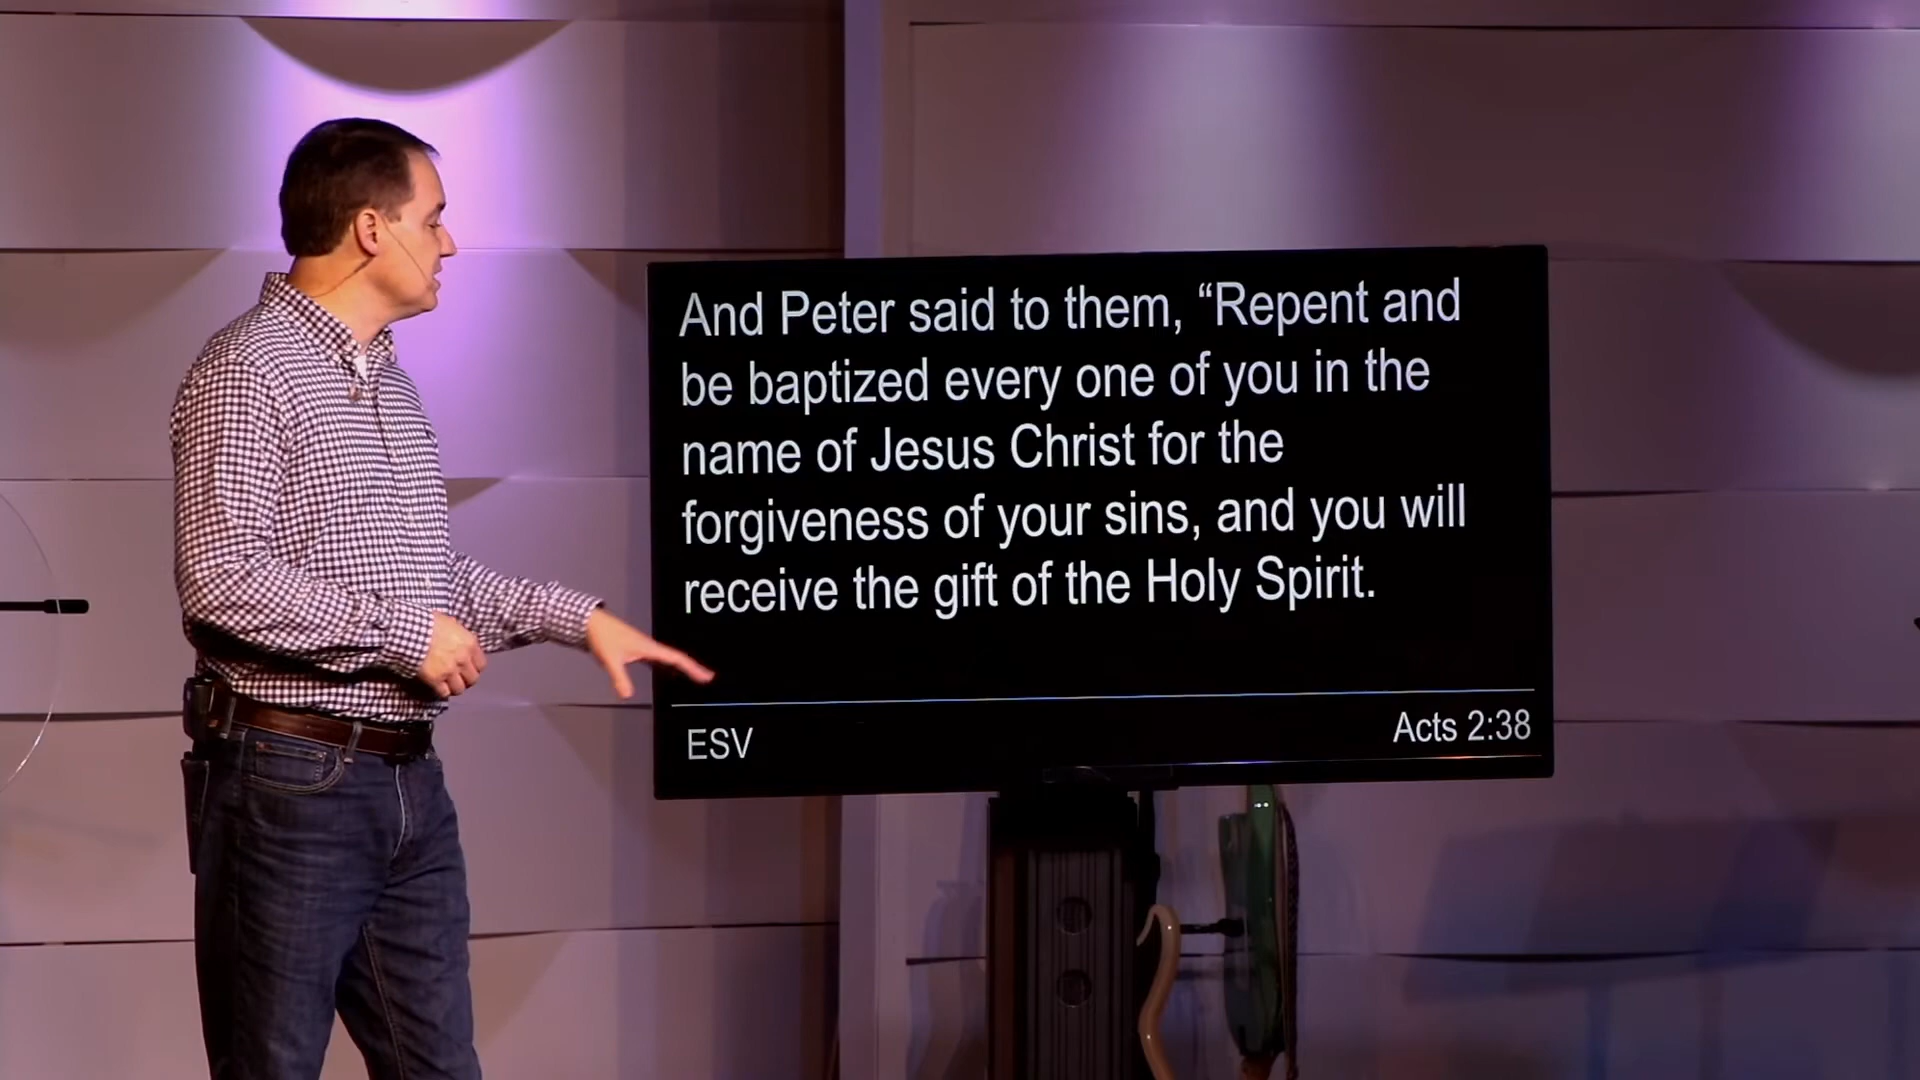 And Peter said to them, “Repent and
be baptized every one of you in the
name of Jesus Christ for the
forgiveness of your sins, and you will
receive the gift of the Holy Spirit.
ESV
Acts 2:38